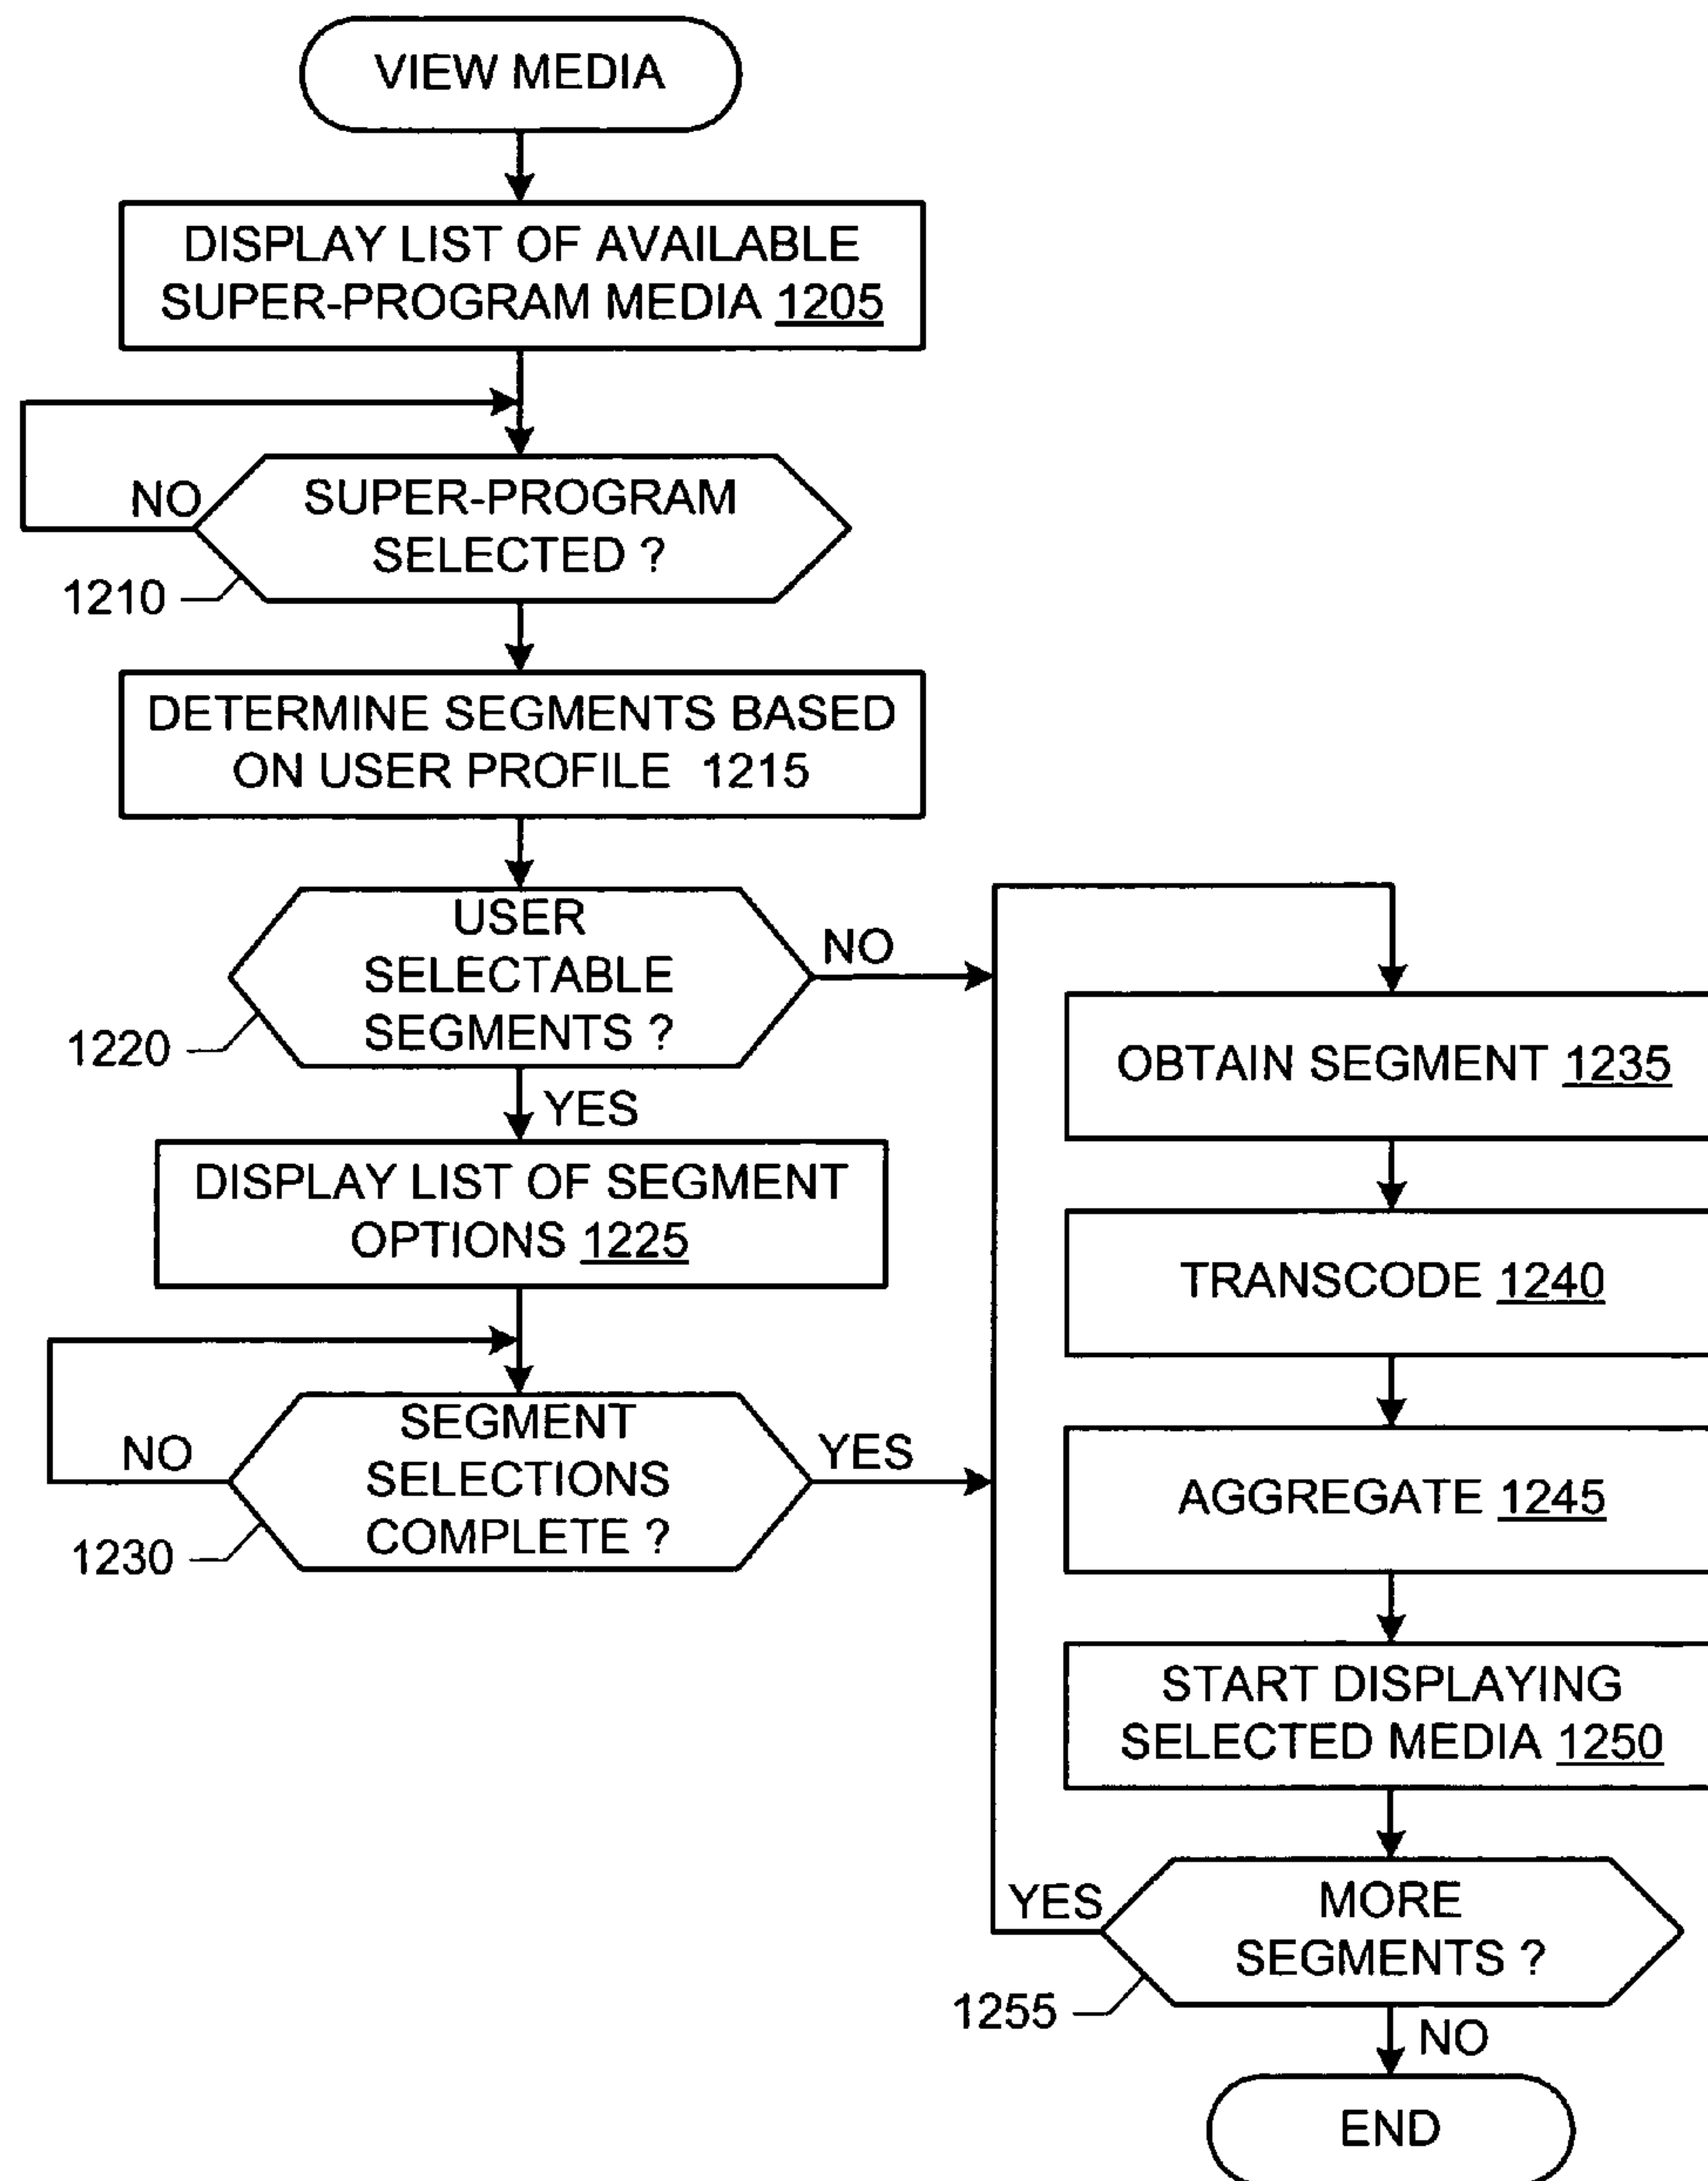 VIEW MEDIA
DISPLAY LIST OF AVAILABLE
SUPER-PROGRAM MEDIA 1205
NO
SUPER-PROGRAM
SELECTED ?
1210
DETERMINE SEGMENTS BASED
ON USER PROFILE 1215
USER
SELECTABLE
SEGMENTS ?
NO
1220
YES
DISPLAY LIST OF SEGMENT
OPTIONS 1225
NO
SEGMENT
SELECTIONS
COMPLETE ?
YES
1230
OBTAIN SEGMENT 1235
TRANSCODE 1240
AGGREGATE 1245
START DISPLAYING
SELECTED MEDIA 1250
YES
MORE
SEGMENTS ?
1255
NO
END